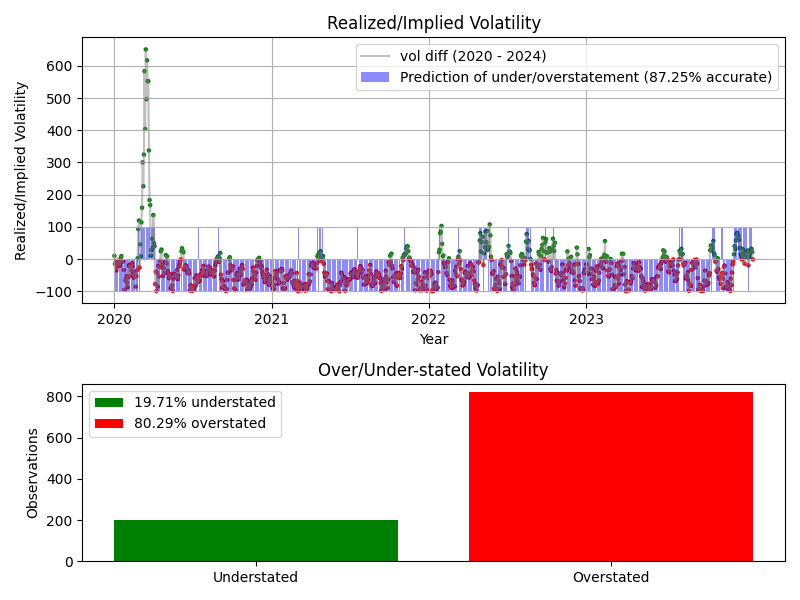 Realized/Implied Volatility
vol diff (2020 - 2024)
Prediction of under/overstatement (87.25% accurate)
Realized/Implied Volatility
600
500
400
300
200
100
0
−100
2020
2021
2022
2023
Year
Over/Under-stated Volatility
19.71% understated
80.29% overstated
Observations
800
600
400
200
0
Understated
Overstated